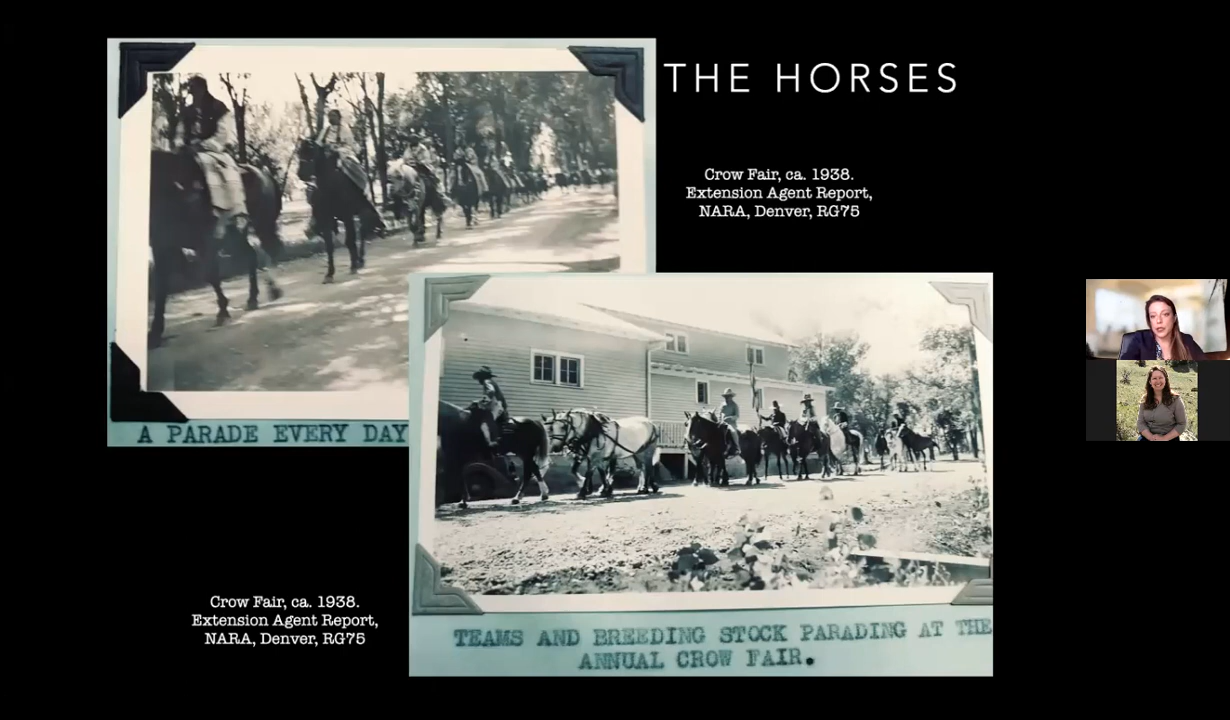 THE HORSES
Crow Fair, ca. 1938.
Extension Agent Report,
NARA, Denver, RG75
A PARADE EVERY DAY
Crow Fair, ca. 1938.
Extension Agent Report,
NARA, Denver, RG75
TEAMS AND BREEDING STOCK PARADING AT THE
ANNUAL CROW FAIR.